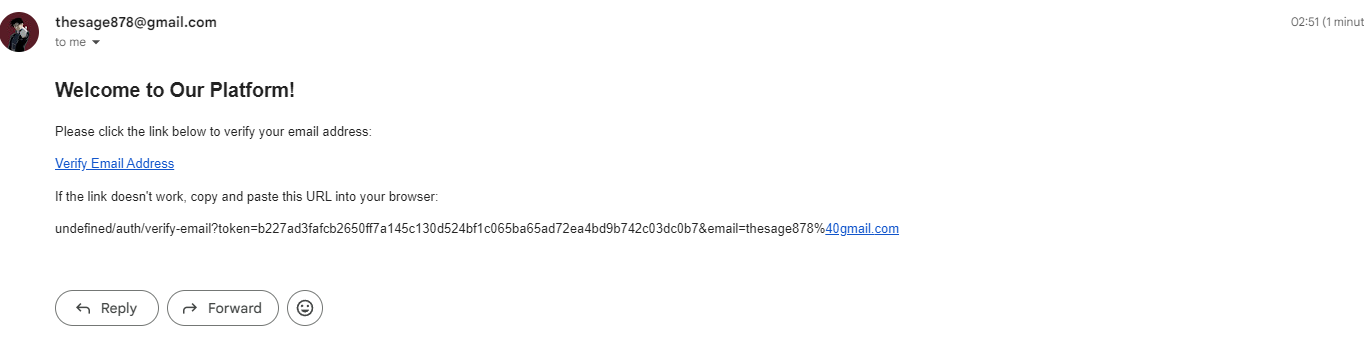 thesage878@gmail.com
02:51 (1 minut
to me
Welcome to Our Platform!
Please click the link below to verify your email address:
Verify Email Address
If the link doesn't work, copy and paste this URL into your browser:
undefined/auth/verify-email?token=b227ad3fafcb2650ff7a145c130d524bf1c065ba65ad72ea4bd9b742c03dc0b7&email=thesage878%40gmail.com
Reply
Forward